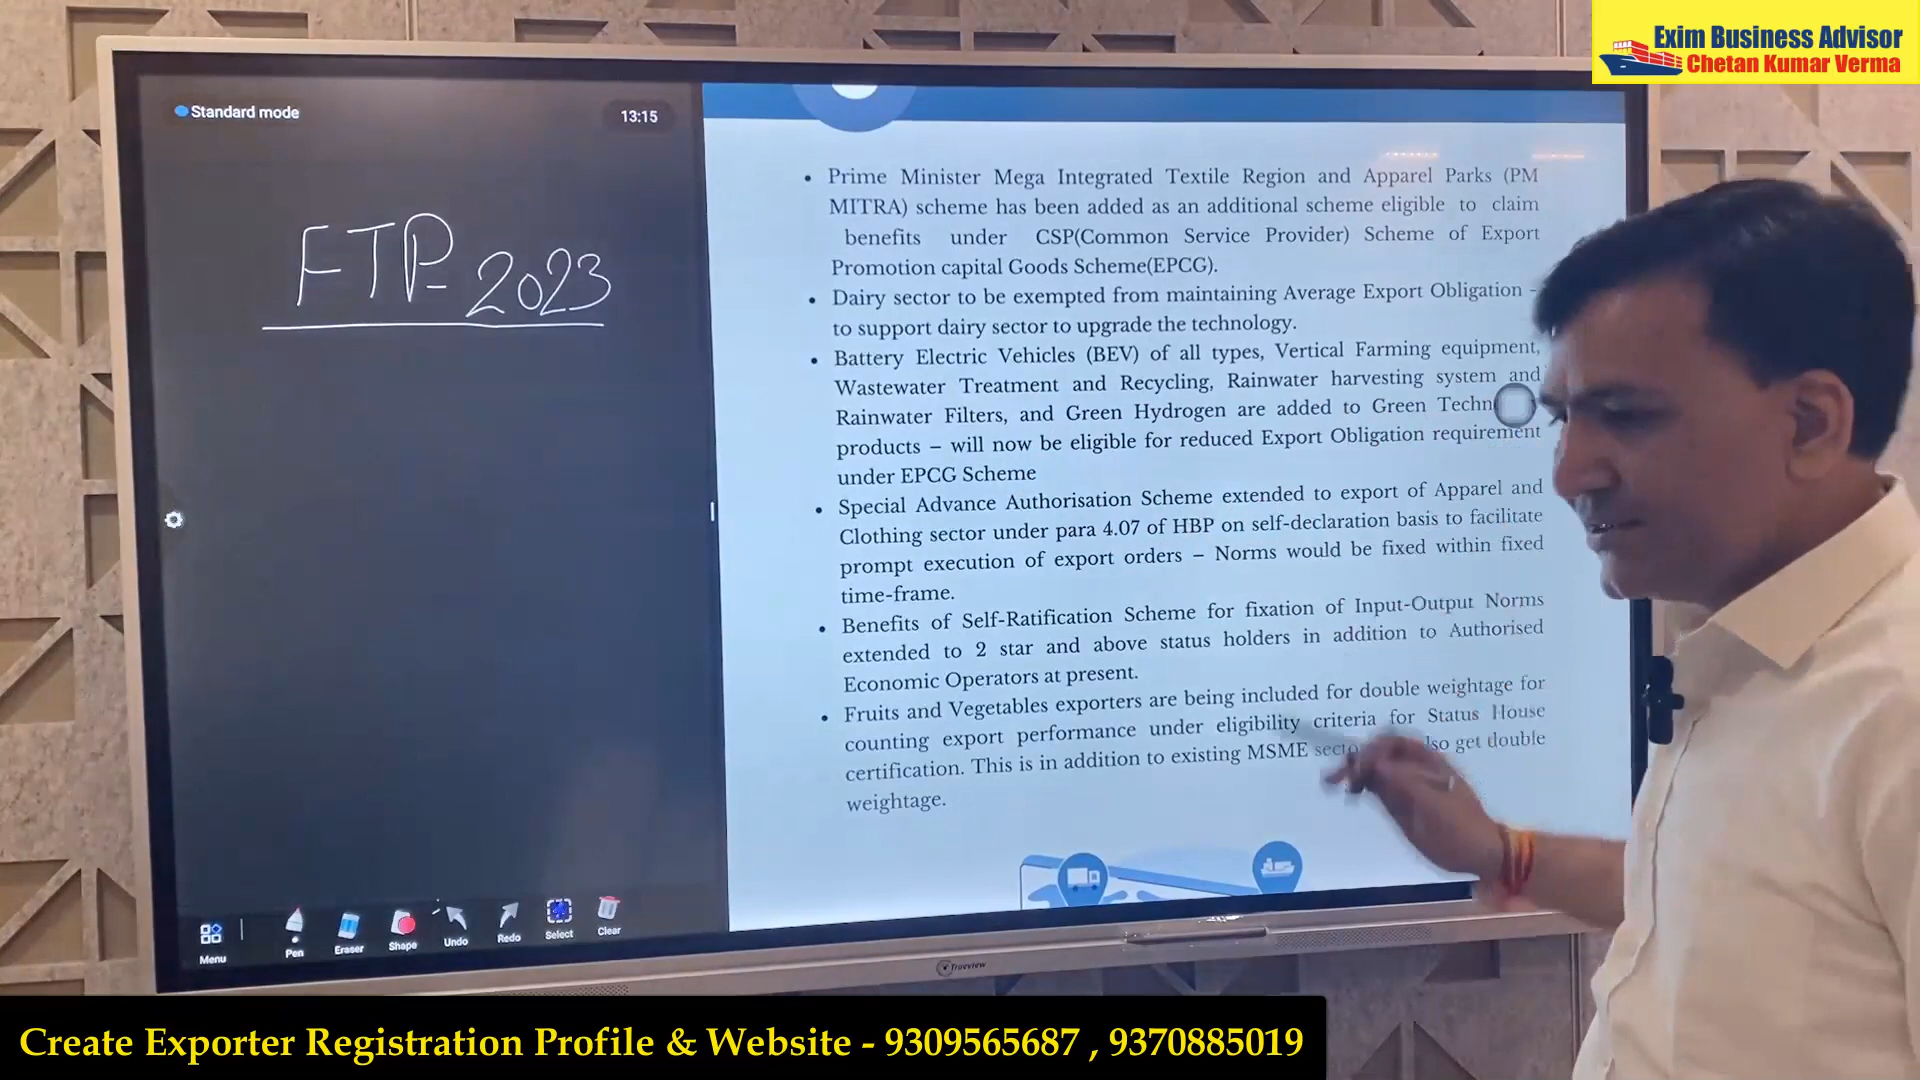 Exim Business Advisor
Chetan Kumar Verma
Standard mode
13:15
FTP-2023
• Prime Minister Mega Integrated Textile Region and Apparel Parks (PM
MITRA) scheme has been added as an additional scheme eligible to claim
benefits under CSP(Common Service Provider) Scheme of Export
Promotion capital Goods Scheme(EPCG).
• Dairy sector to be exempted from maintaining Average Export Obligation -
to support dairy sector to upgrade the technology.
• Battery Electric Vehicles (BEV) of all types, Vertical Farming equipment,
Wastewater Treatment and Recycling, Rainwater harvesting system and
Rainwater Filters, and Green Hydrogen are added to Green Techn
products – will now be eligible for reduced Export Obligation requirement
under EPCG Scheme
• Special Advance Authorisation Scheme extended to export of Apparel and
Clothing sector under para 4.07 of HBP on self-declaration basis to facilitate
prompt execution of export orders – Norms would be fixed within fixed
time-frame.
• Benefits of Self-Ratification Scheme for fixation of Input-Output Norms
extended to 2 star and above status holders in addition to Authorised
Economic Operators at present.
• Fruits and Vegetables exporters are being included for double weightage for
counting export performance under eligibility criteria for Status House
certification. This is in addition to existing MSME get double
weightage.
Menu
Pen
Eraser
Shape
Undo
Redo
Select
Clear
Trueview
Create Exporter Registration Profile & Website - 9309565687 , 9370885019